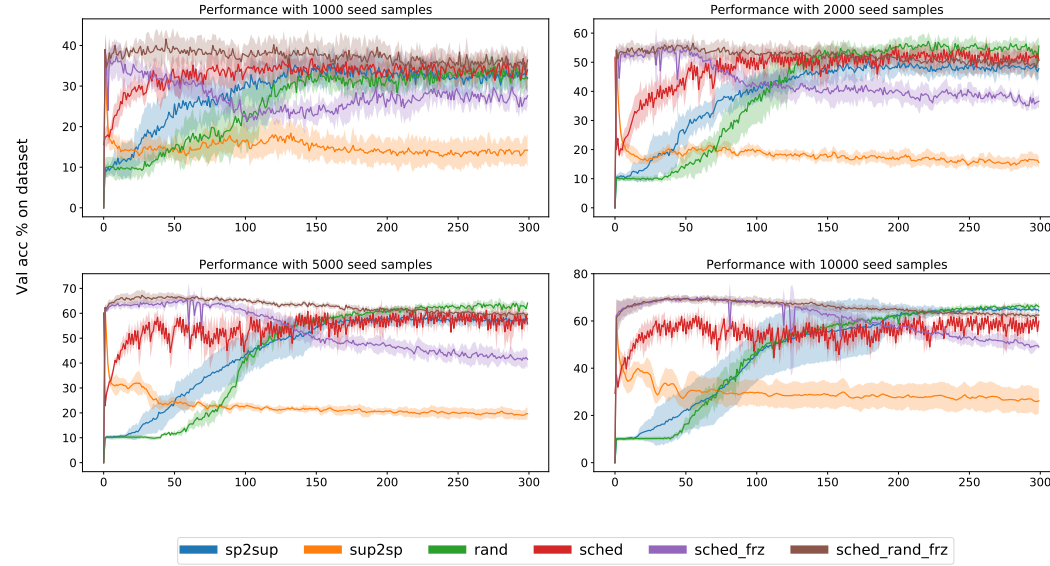 Performance with 1000 seed samples
Performance with 2000 seed samples
40
30
20
10
0
60
50
40
30
20
10
0
0 50 100 150 200 250 300
0 50 100 150 200 250 300
Val acc % on dataset
Performance with 5000 seed samples
Performance with 10000 seed samples
70
60
50
40
30
20
10
0
80
60
40
20
0
0 50 100 150 200 250 300
0 50 100 150 200 250 300
sp2sup sup2sp rand sched sched_frz sched_rand_frz